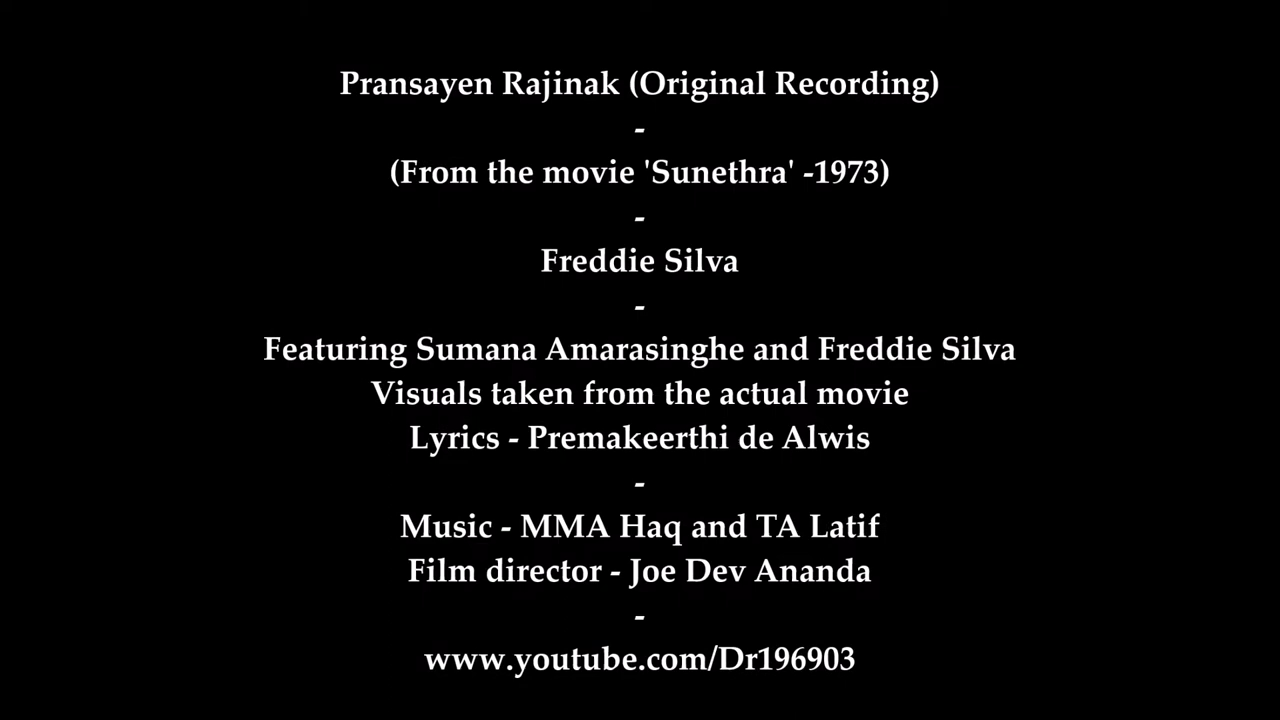 Pransayen Rajinak (Original Recording)
-
(From the movie 'Sunethra' -1973)
-
Freddie Silva
-
Featuring Sumana Amarasinghe and Freddie Silva
Visuals taken from the actual movie
Lyrics - Premakeerthi de Alwis
-
Music - MMA Haq and TA Latif
Film director - Joe Dev Ananda
-
www.youtube.com/Dr196903